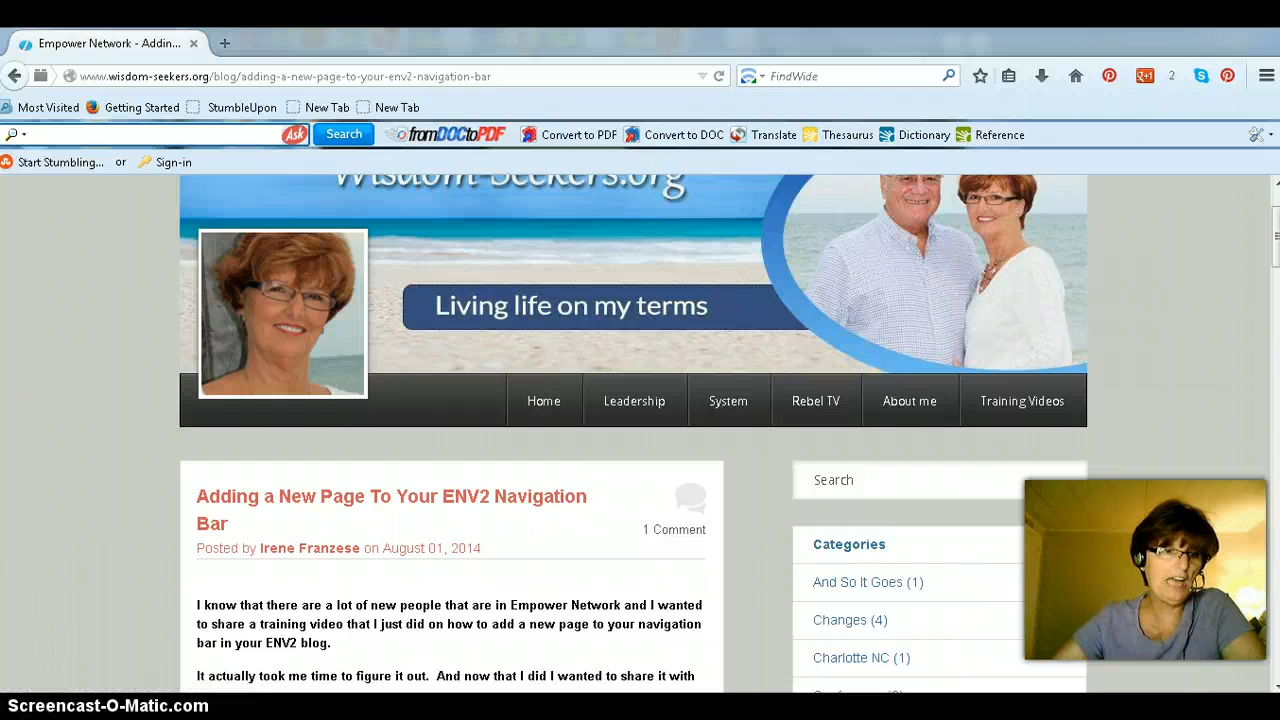 Empower Network - Addin...
www.wisdom-seekers.org/blog/adding-a-new-page-to-your-env2-navigation-bar
FindWide
2
Most Visited Getting Started StumbleUpon New Tab New Tab
Ask Search fromDOCtoPDF Convert to PDF Convert to DOC Translate Thesaurus Dictionary Reference
Start Stumbling... or Sign-in
Wisdom-Seekers.org
Living life on my terms
Home Leadership System Rebel TV About me Training Videos
Adding a New Page To Your ENV2 Navigation
Bar
1 Comment
Posted by Irene Franzese on August 01, 2014
I know that there are a lot of new people that are in Empower Network and I wanted
to share a training video that I just did on how to add a new page to your navigation
bar in your ENV2 blog.
It actually took me time to figure it out. And now that I did I wanted to share it with
Search
Categories
And So It Goes (1)
Changes (4)
Charlotte NC (1)
Screencast-O-Matic.com